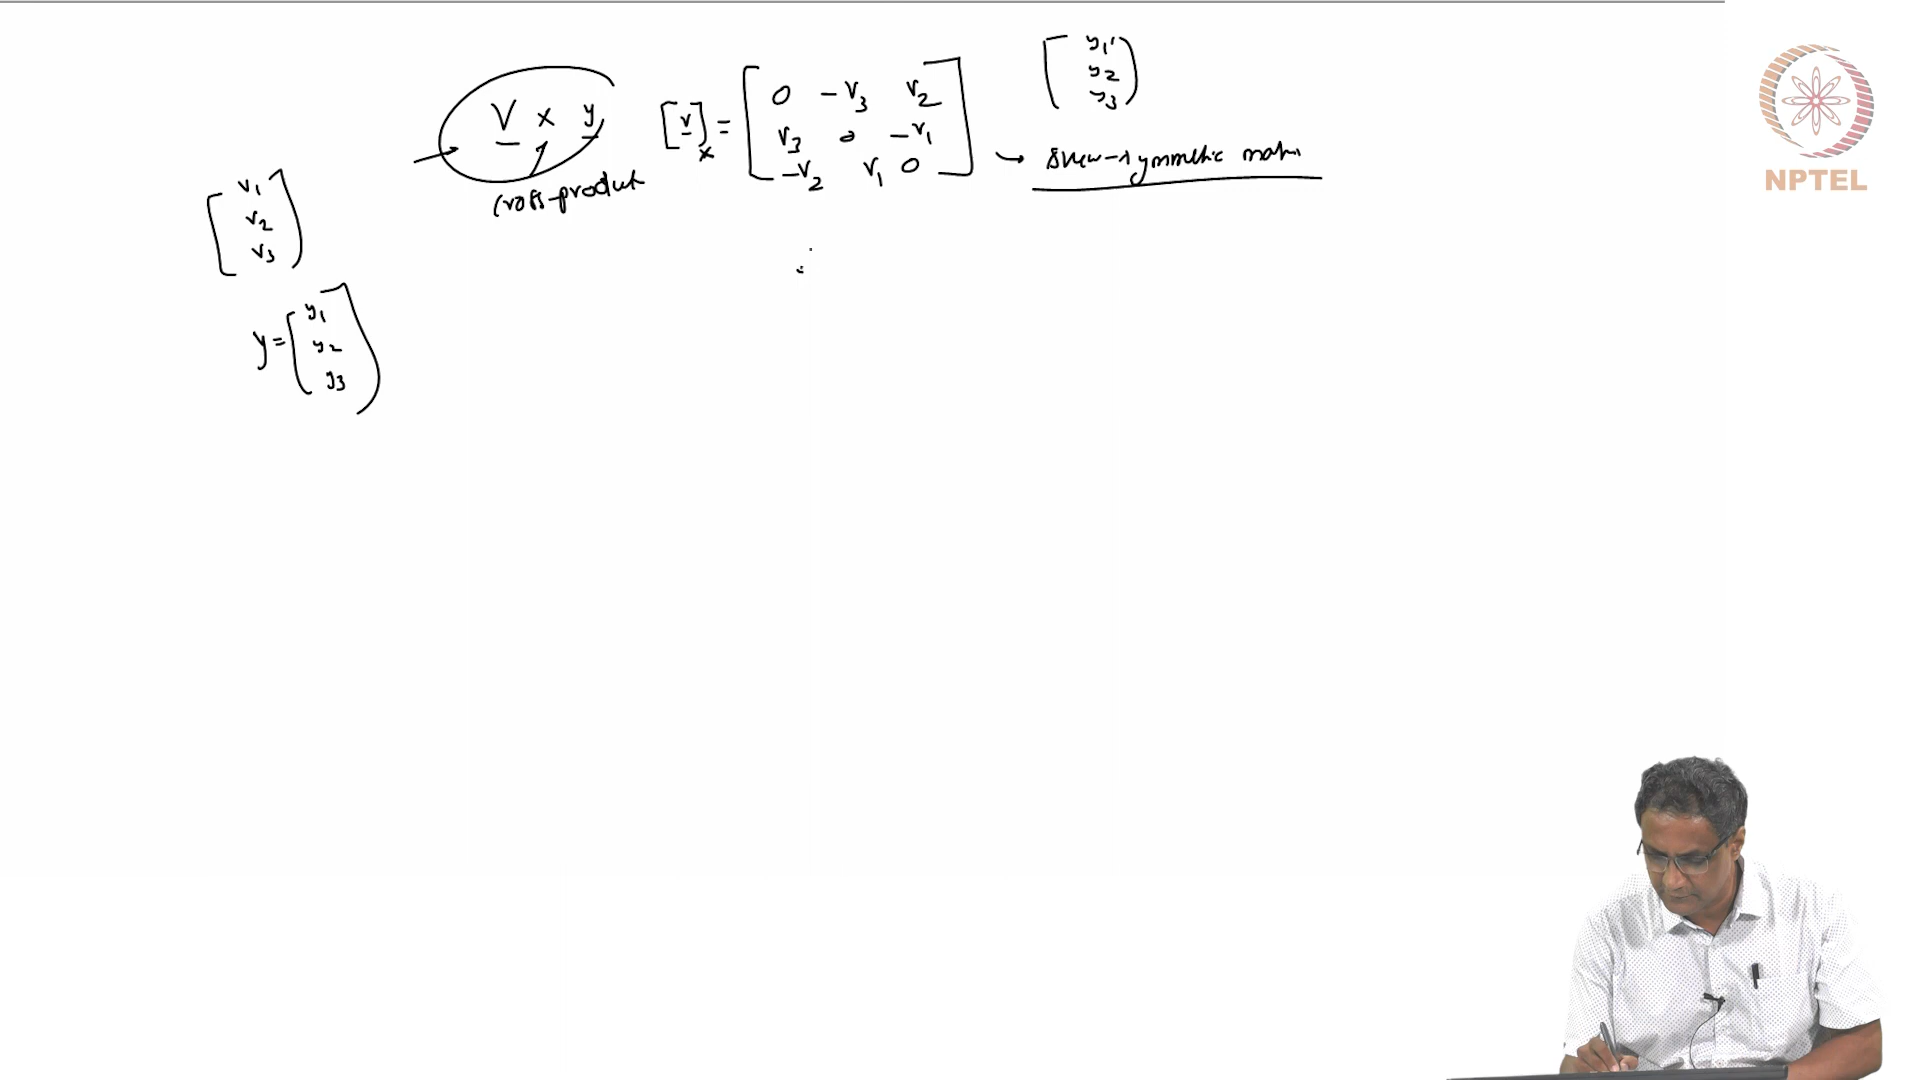 V × y
cross-product
[v]× = [ 0 -v3 v2
v3 0 -v1
-v2 v1 0 ]
[ y1
y2
y3 ]
→ skew-symmetric
[ v1
v2
v3 ]
y = [ y1
y2
y3 ]
NPTEL